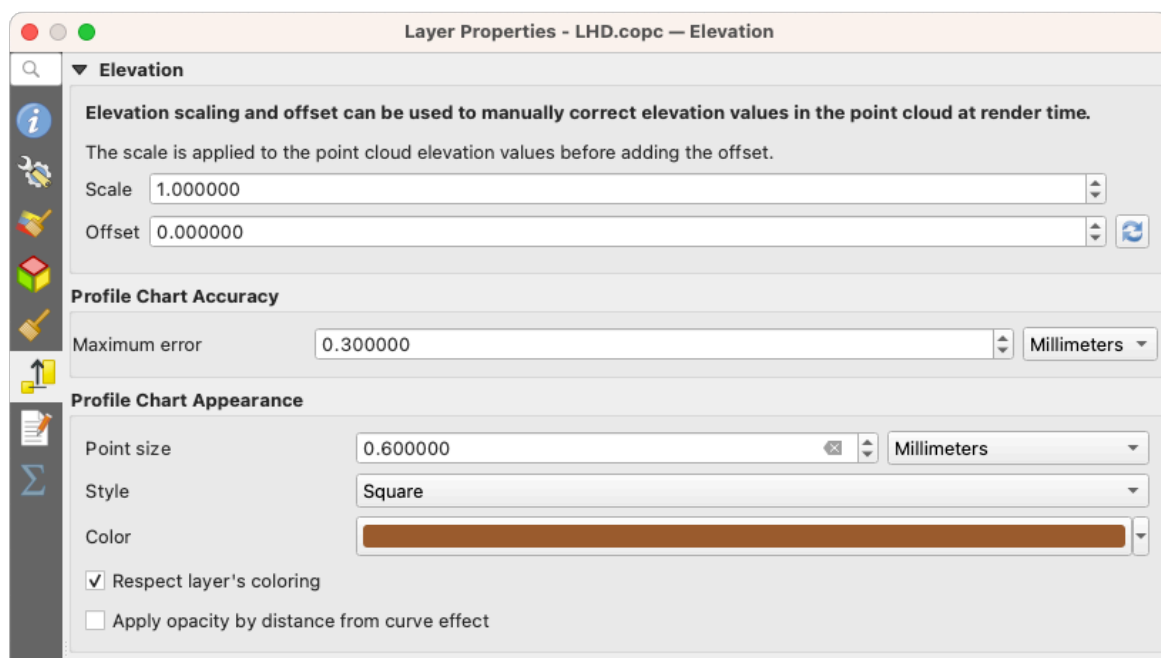 Layer Properties - LHD.copc — Elevation
Elevation
Elevation scaling and offset can be used to manually correct elevation values in the point cloud at render time.
The scale is applied to the point cloud elevation values before adding the offset.
Scale 1.000000
Offset 0.000000
Profile Chart Accuracy
Maximum error 0.300000 Millimeters
Profile Chart Appearance
Point size 0.600000 Millimeters
Style Square
Color
Respect layer's coloring
Apply opacity by distance from curve effect